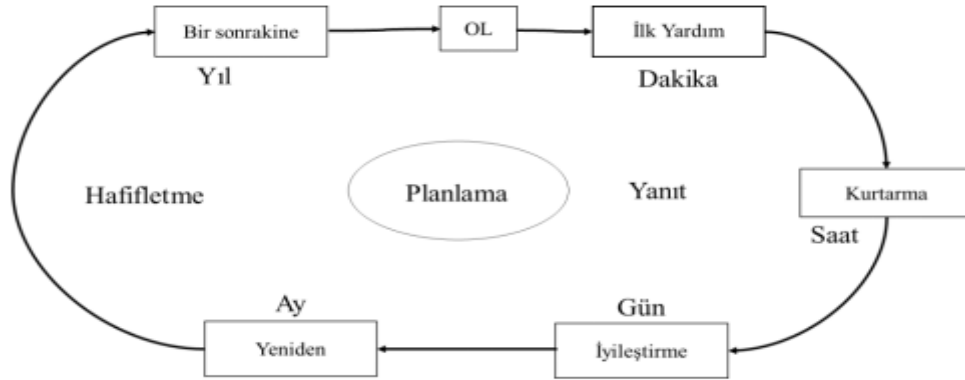 Bir sonrakine
OL
İlk Yardım
Yıl
Dakika
Hafifletme
Planlama
Yanıt
Kurtarma
Saat
Ay
Gün
Yeniden
İyileştirme